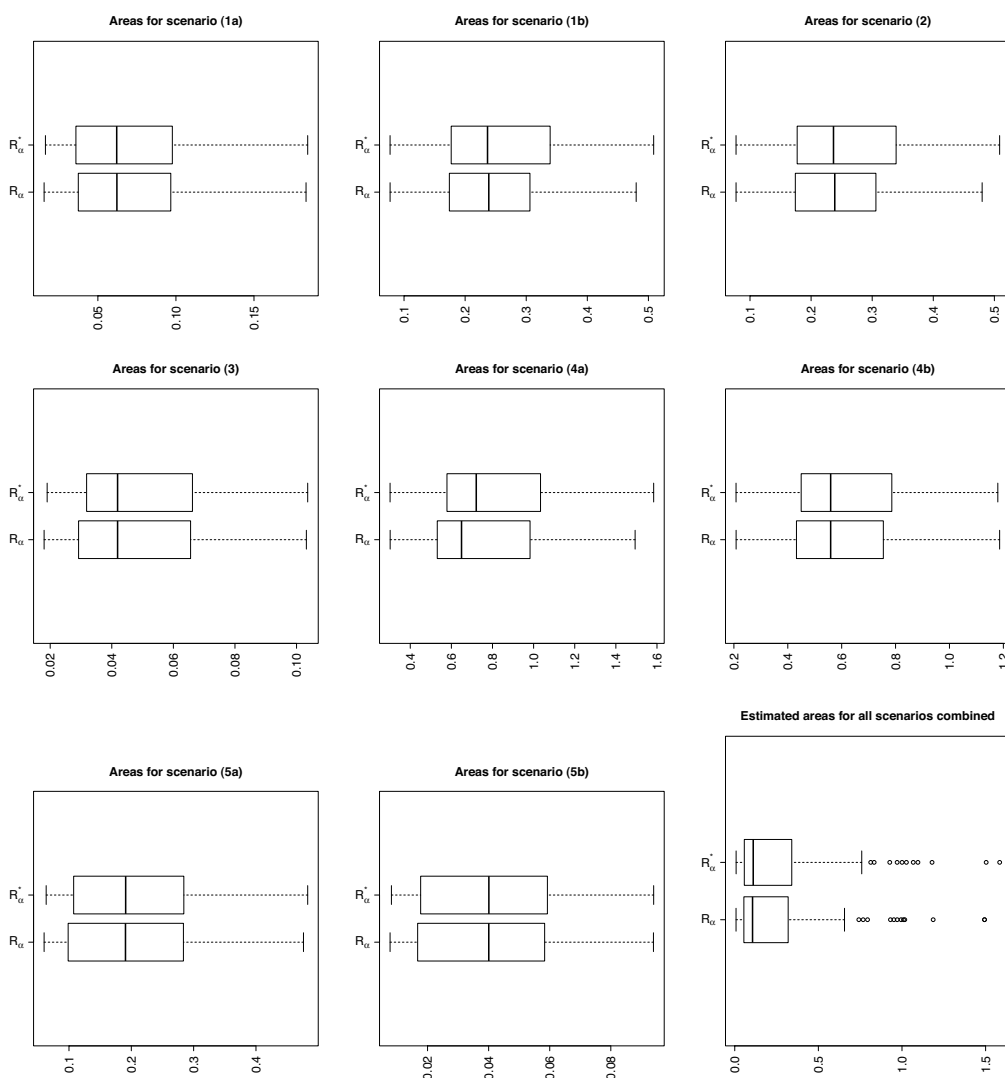 Areas for scenario (1a)
R*α
Rα
0.05 0.10 0.15
Areas for scenario (1b)
R*α
Rα
0.1 0.2 0.3 0.4 0.5
Areas for scenario (2)
R*α
Rα
0.1 0.2 0.3 0.4 0.5
Areas for scenario (3)
R*α
Rα
0.02 0.04 0.06 0.08 0.10
Areas for scenario (4a)
R*α
Rα
0.4 0.6 0.8 1.0 1.2 1.4 1.6
Areas for scenario (4b)
R*α
Rα
0.2 0.4 0.6 0.8 1.0 1.2
Areas for scenario (5a)
R*α
Rα
0.1 0.2 0.3 0.4
Areas for scenario (5b)
R*α
Rα
0.02 0.04 0.06 0.08
Estimated areas for all scenarios combined
R*α
Rα
0.0 0.5 1.0 1.5